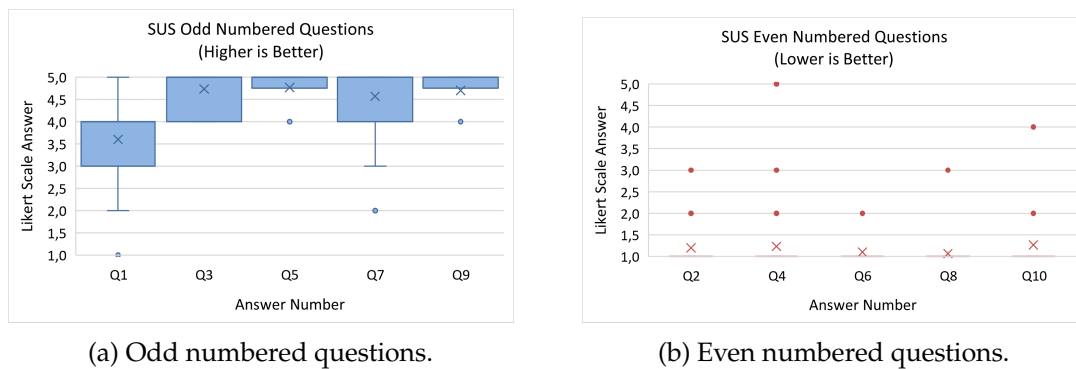 SUS Odd Numbered Questions
(Higher is Better)
Likert Scale Answer
5,0
4,5
4,0
3,5
3,0
2,5
2,0
1,5
1,0
Q1 Q3 Q5 Q7 Q9
Answer Number
(a) Odd numbered questions.
SUS Even Numbered Questions
(Lower is Better)
Likert Scale Answer
5,0
4,5
4,0
3,5
3,0
2,5
2,0
1,5
1,0
Q2 Q4 Q6 Q8 Q10
Answer Number
(b) Even numbered questions.